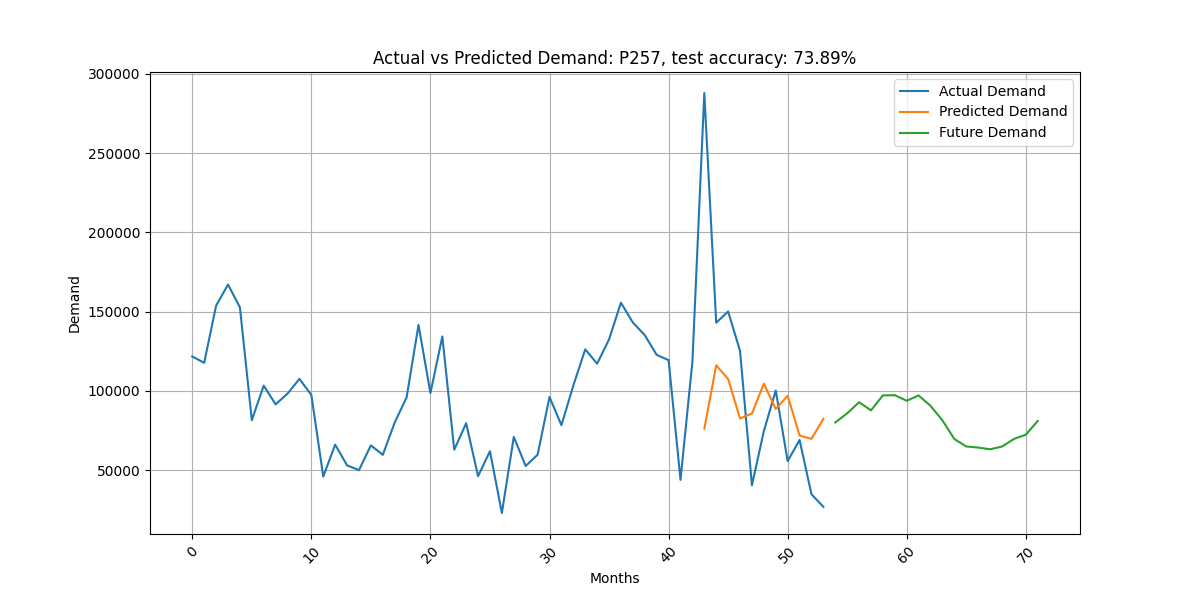 Actual vs Predicted Demand: P257, test accuracy: 73.89%
Actual Demand
Predicted Demand
Future Demand
300000
250000
200000
150000
100000
50000
Demand
0 10 20 30 40 50 60 70
Months